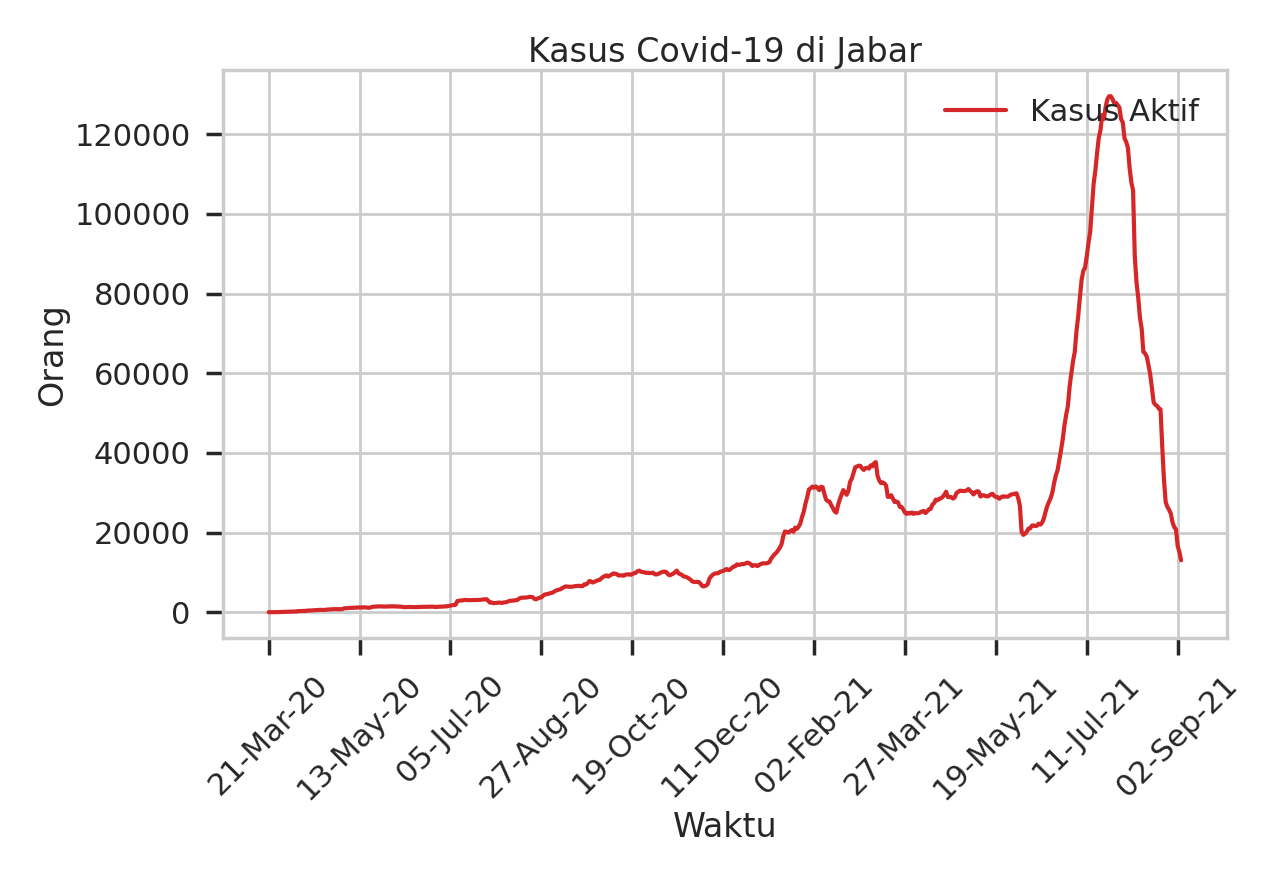 Kasus Covid-19 di Jabar
Kasus Aktif
Orang
120000
100000
80000
60000
40000
20000
0
21-Mar-20
13-May-20
05-Jul-20
27-Aug-20
19-Oct-20
11-Dec-20
02-Feb-21
27-Mar-21
19-May-21
11-Jul-21
02-Sep-21
Waktu